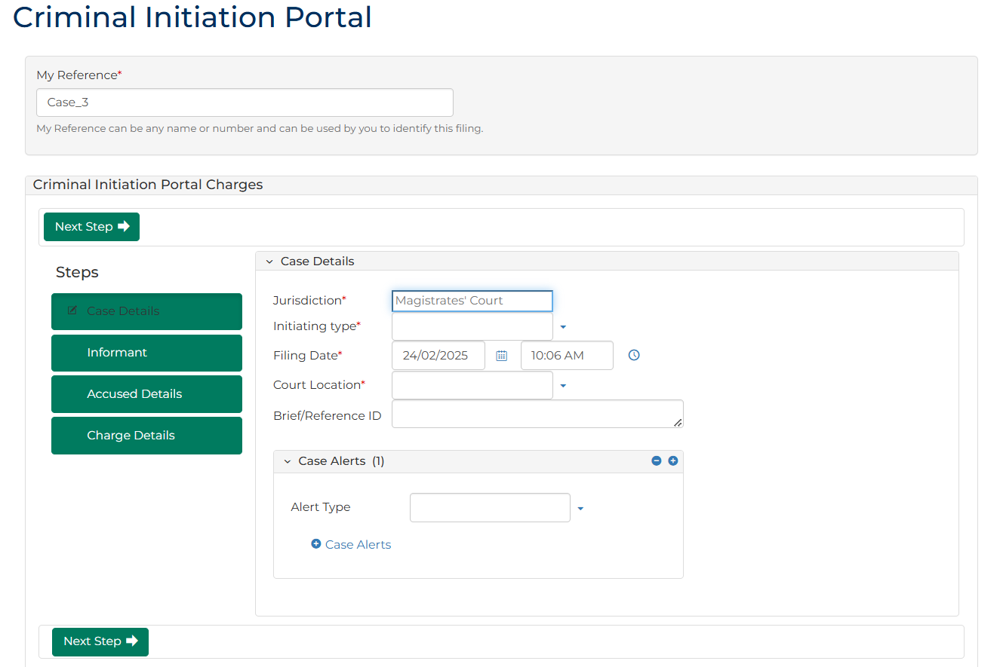 Criminal Initiation Portal
My Reference*
Case_3
My Reference can be any name or number and can be used by you to identify this filing.
Criminal Initiation Portal Charges
Next Step
Steps
Case Details
Informant
Accused Details
Charge Details
Case Details
Jurisdiction* Magistrates' Court
Initiating type*
Filing Date* 24/02/2025 10:06 AM
Court Location*
Brief/Reference ID
Case Alerts (1)
Alert Type
Case Alerts
Next Step